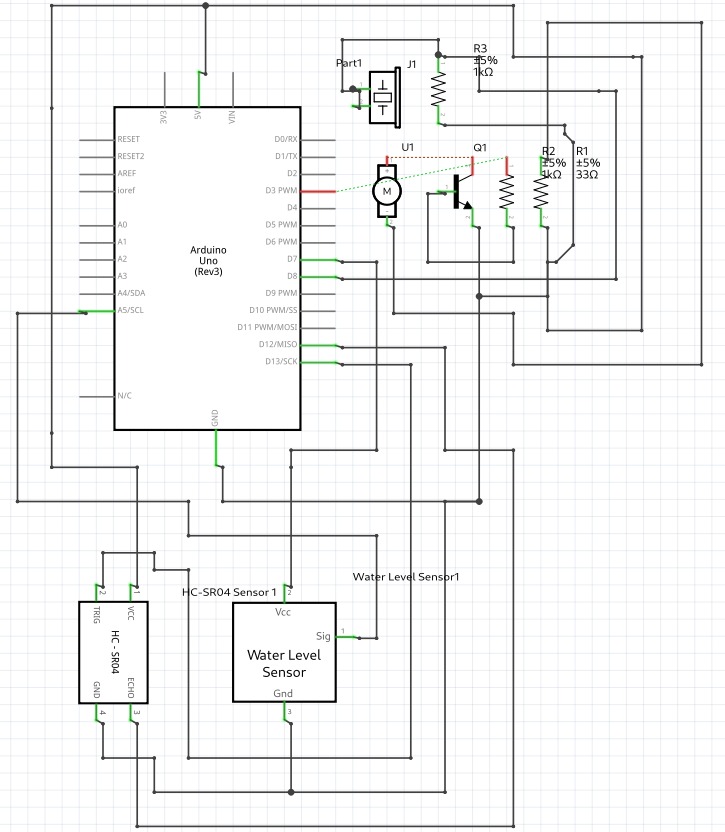 Part1
J1
R3
±5%
1kΩ
3V3
5V
VIN
RESET
RESET2
AREF
ioref
A0
A1
A2
A3
A4/SDA
A5/SCL
N/C
GND
Arduino
Uno
(Rev3)
D0/RX
D1/TX
D2
D3 PWM
D4
D5 PWM
D6 PWM
D7
D8
D9 PWM
D10 PWM/SS
D11 PWM/MOSI
D12/MISO
D13/SCK
U1
M
Q1
R2
±5%
1kΩ
R1
±5%
33Ω
HC-SR04 Sensor 1
Water Level Sensor1
2
1
TRIG
VCC
HC - SR04
GND
ECHO
4
3
2
Vcc
Sig
1
Water Level
Sensor
Gnd
3